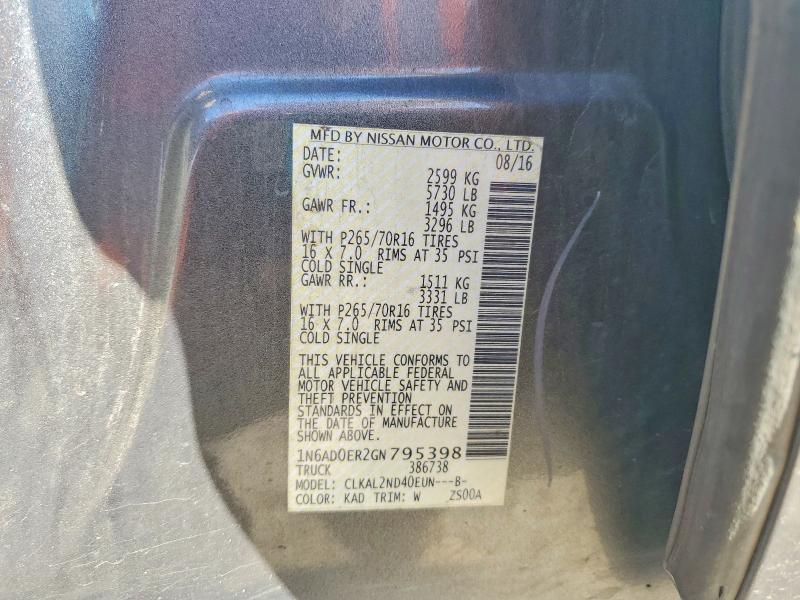 MFD BY NISSAN MOTOR CO., LTD.
DATE: 08/16
GVWR: 2599 KG
5730 LB
GAWR FR.: 1495 KG
3296 LB
WITH P265/70R16 TIRES
16 X 7.0 RIMS AT 35 PSI
COLD SINGLE
GAWR RR.: 1511 KG
3331 LB
WITH P265/70R16 TIRES
16 X 7.0 RIMS AT 35 PSI
COLD SINGLE
THIS VEHICLE CONFORMS TO
ALL APPLICABLE FEDERAL
MOTOR VEHICLE SAFETY AND
THEFT PREVENTION
STANDARDS IN EFFECT ON
THE DATE OF MANUFACTURE
SHOWN ABOVE.
1N6AD0ER2GN795398
TRUCK 386738
MODEL: CLKAL2ND40EUN---B-
COLOR: KAD TRIM: W ZS00A